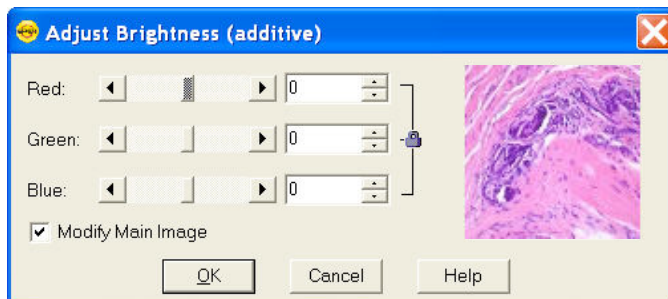 Adjust Brightness (additive)
Red: 0
Green: 0
Blue: 0
Modify Main Image
OK Cancel Help